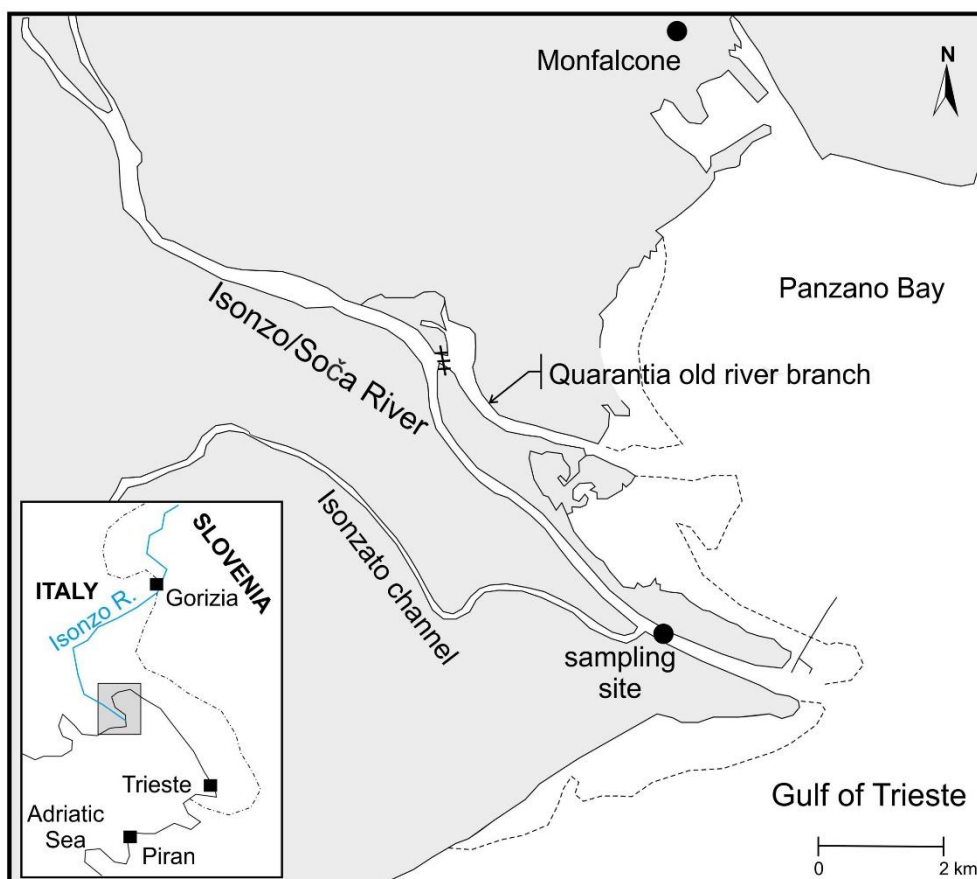 Monfalcone
N
Panzano Bay
Isonzo/Soča River
Quarantia old river branch
Isonzato channel
sampling
site
Gulf of Trieste
0
2 km
SLOVENIA
ITALY
Gorizia
Isonzo R.
Trieste
Adriatic
Sea
Piran